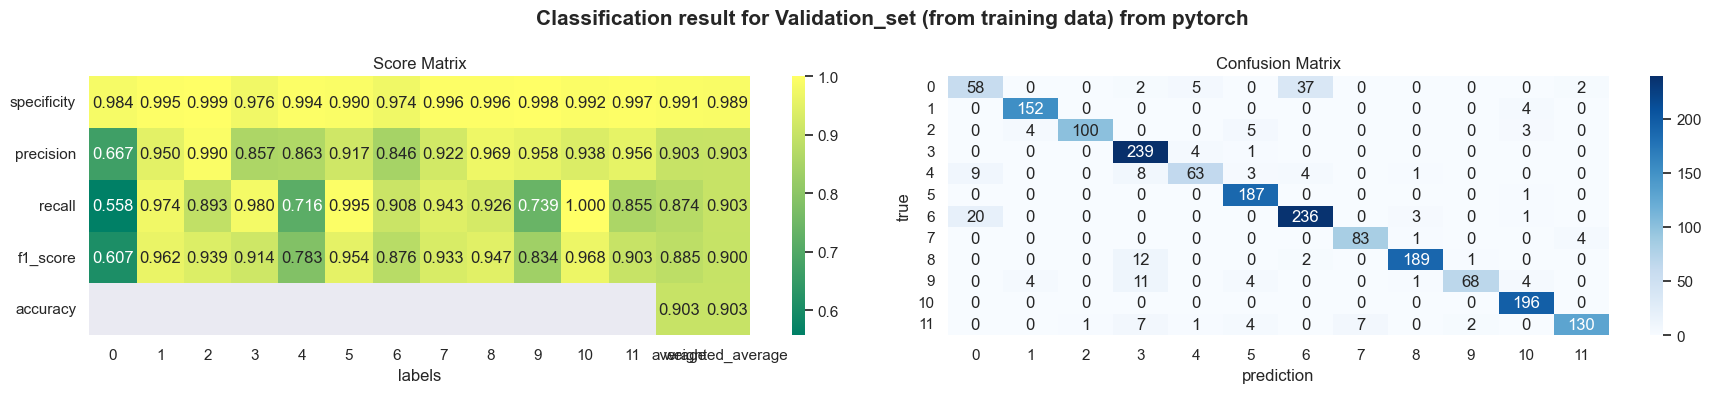 Classification result for Validation_set (from training data) from pytorch
Score Matrix
specificity 0.984 0.995 0.999 0.976 0.994 0.990 0.974 0.996 0.996 0.998 0.992 0.997 0.991 0.989
precision 0.667 0.950 0.990 0.857 0.863 0.917 0.846 0.922 0.969 0.958 0.938 0.956 0.903 0.903
recall 0.558 0.974 0.893 0.980 0.716 0.995 0.908 0.943 0.926 0.739 1.000 0.855 0.874 0.903
f1_score 0.607 0.962 0.939 0.914 0.783 0.954 0.876 0.933 0.947 0.834 0.968 0.903 0.885 0.900
accuracy 0.903 0.903
0 1 2 3 4 5 6 7 8 9 10 11 average weighted_average
labels
1.0
0.9
0.8
0.7
0.6
Confusion Matrix
true
0 58 0 0 2 5 0 37 0 0 0 0 2
1 0 152 0 0 0 0 0 0 0 0 4 0
2 0 4 100 0 0 5 0 0 0 0 3 0
3 0 0 0 239 4 1 0 0 0 0 0 0
4 9 0 0 8 63 3 4 0 1 0 0 0
5 0 0 0 0 0 187 0 0 0 0 1 0
6 20 0 0 0 0 0 236 0 3 0 1 0
7 0 0 0 0 0 0 0 83 1 0 0 4
8 0 0 0 12 0 0 2 0 189 1 0 0
9 0 4 0 11 0 4 0 0 1 68 4 0
10 0 0 0 0 0 0 0 0 0 0 196 0
11 0 0 1 7 1 4 0 7 0 2 0 130
0 1 2 3 4 5 6 7 8 9 10 11
prediction
200
150
100
50
0